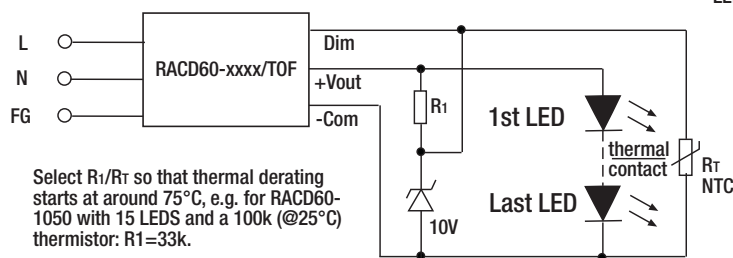 LE
L
N
FG
RACD60-xxxx/TOF
Dim
+Vout
-Com
R1
10V
1st LED
thermal
contact
Last LED
RT
NTC
Select R1/RT so that thermal derating
starts at around 75°C, e.g. for RACD60-
1050 with 15 LEDS and a 100k (@25°C)
thermistor: R1=33k.